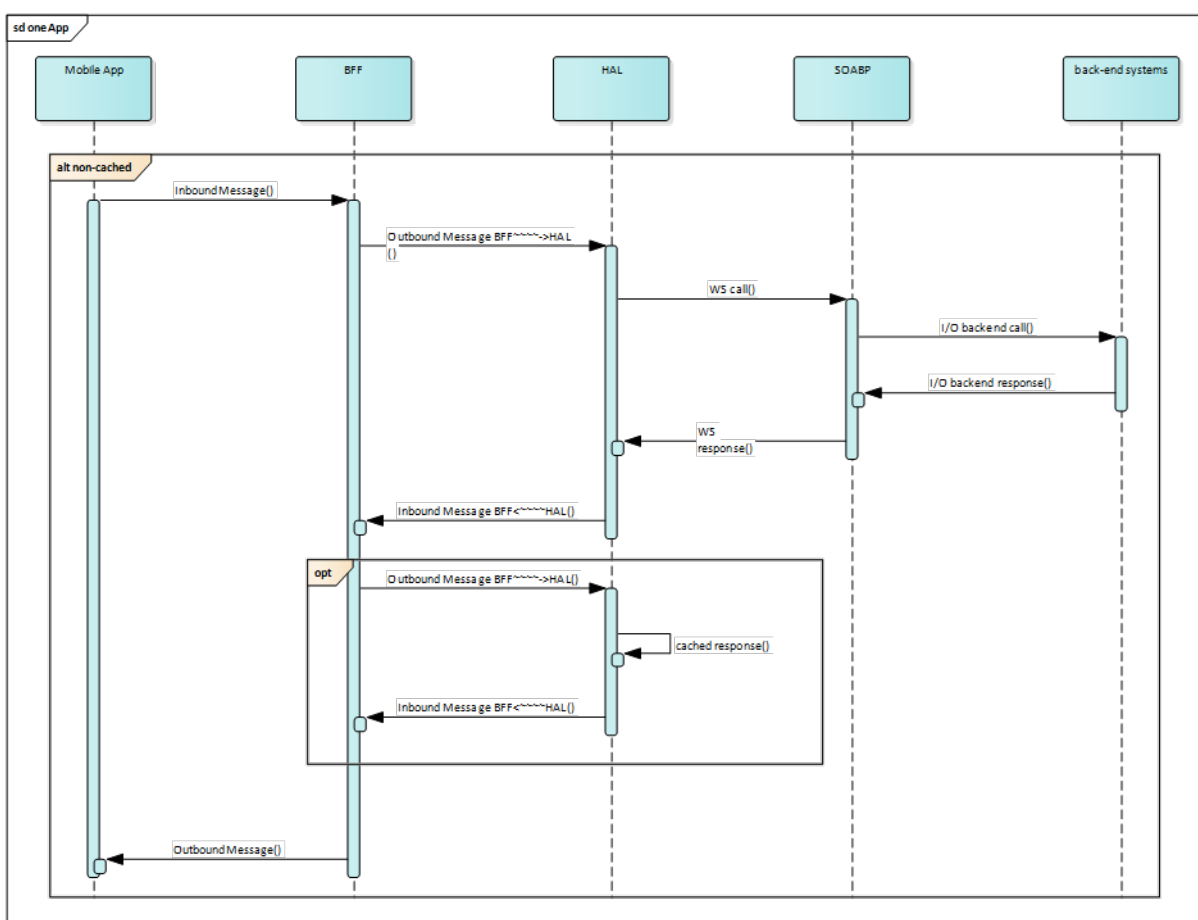 sd oneApp
Mobile App
BFF
HAL
SOABP
back-end systems
alt non-cached
Inbound Message()
Outbound Message BFF~~~~->HAL
()
WS call()
I/O backend call()
I/O backend response()
WS
response()
Inbound Message BFF<~~~~HAL()
opt
Outbound Message BFF~~~~->HAL()
cached response()
Inbound Message BFF<~~~~HAL()
Outbound Message()